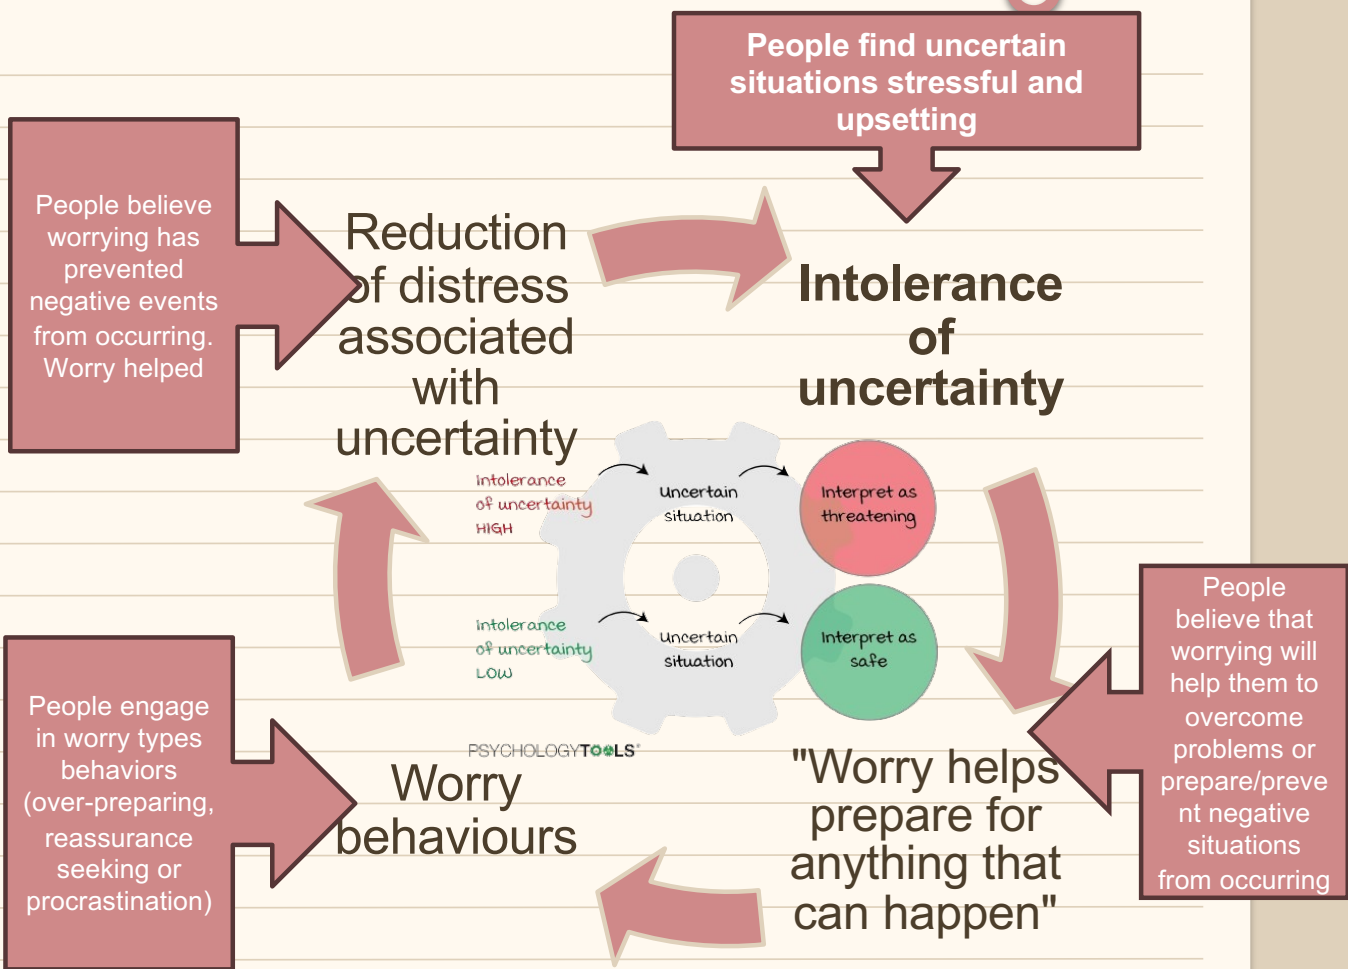 People find uncertain
situations stressful and
upsetting
People believe
worrying has
prevented
negative events
from occurring.
Worry helped
Reduction
of distress
associated
with
uncertainty
Intolerance
of
uncertainty
Intolerance
of uncertainty
HIGH
Uncertain
situation
Interpret as
threatening
Intolerance
of uncertainty
LOW
Uncertain
situation
Interpret as
safe
PSYCHOLOGYTOOLS®
People
believe that
worrying will
help them to
overcome
problems or
prepare/preve
nt negative
situations
from occurring
"Worry helps
prepare for
anything that
can happen"
People engage
in worry types
behaviors
(over-preparing,
reassurance
seeking or
procrastination)
Worry
behaviours